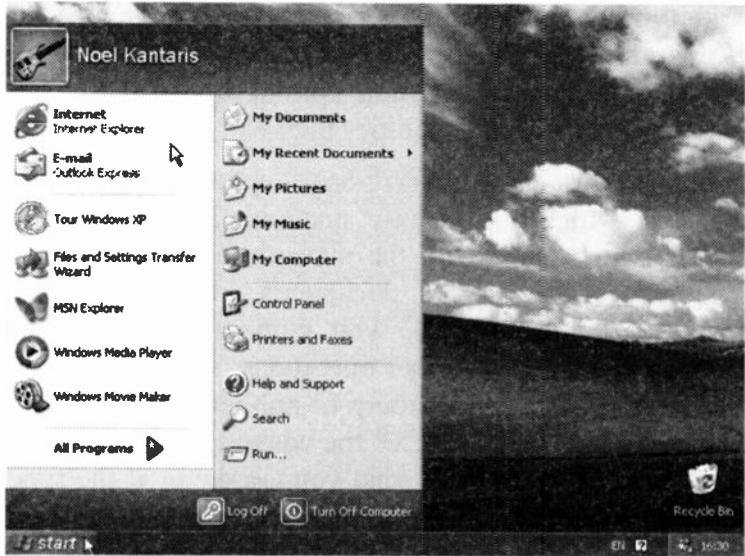 Noel Kantaris
Internet
Internet Explorer
E-mail
Outlook Express
Tour Windows XP
Files and Settings Transfer
Wizard
MSN Explorer
Windows Media Player
Windows Movie Maker
All Programs
My Documents
My Recent Documents
My Pictures
My Music
My Computer
Control Panel
Printers and Faxes
Help and Support
Search
Run...
Log Off
Turn Off Computer
Recycle Bin
start
EN
16:30